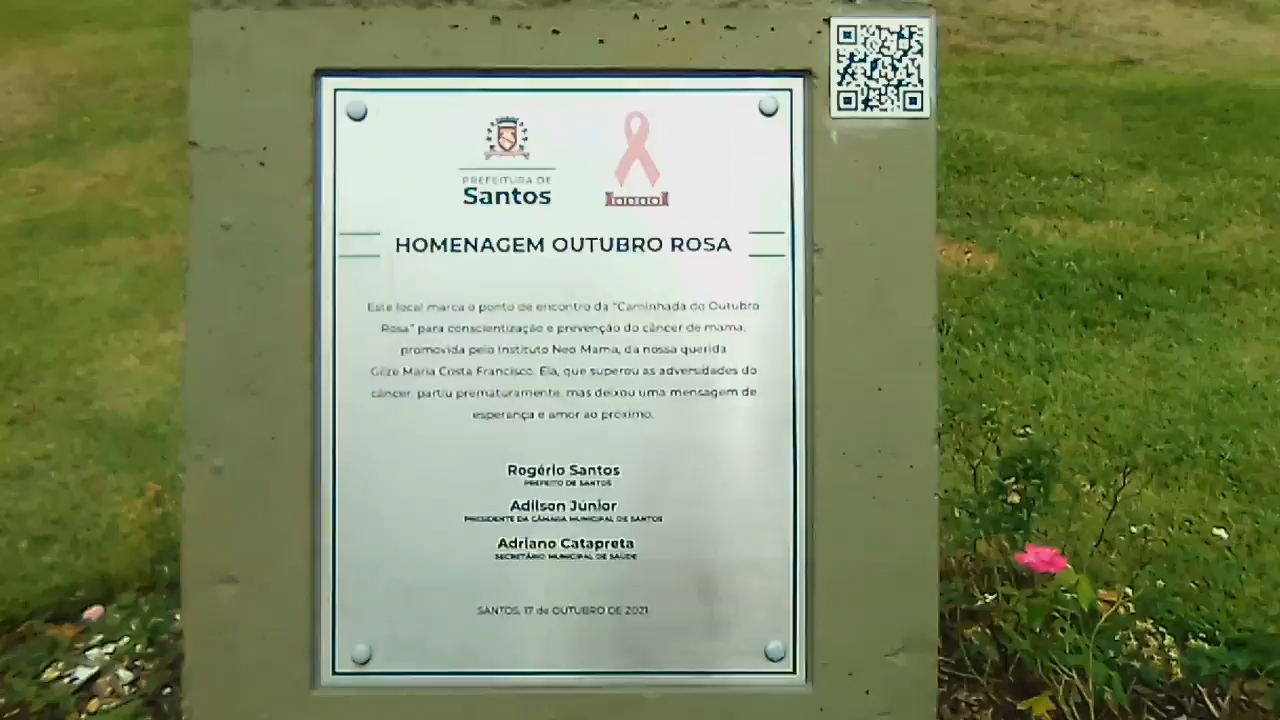 PREFEITURA DE
Santos
HOMENAGEM OUTUBRO ROSA
Este local marca o ponto de encontro da "Caminhada do Outubro
Rosa" para conscientização e prevenção do câncer de mama,
promovida pelo Instituto Neo Mama, da nossa querida
Gilze Maria Costa Francisco. Ela, que superou as adversidades do
câncer, partiu prematuramente, mas deixou uma mensagem de
esperança e amor ao próximo.
Rogério Santos
PREFEITO DE SANTOS
Adilson Júnior
PRESIDENTE DA CÂMARA MUNICIPAL DE SANTOS
Adriano Catapreta
SECRETÁRIO MUNICIPAL DE SAÚDE
SANTOS, 17 de OUTUBRO DE 2021